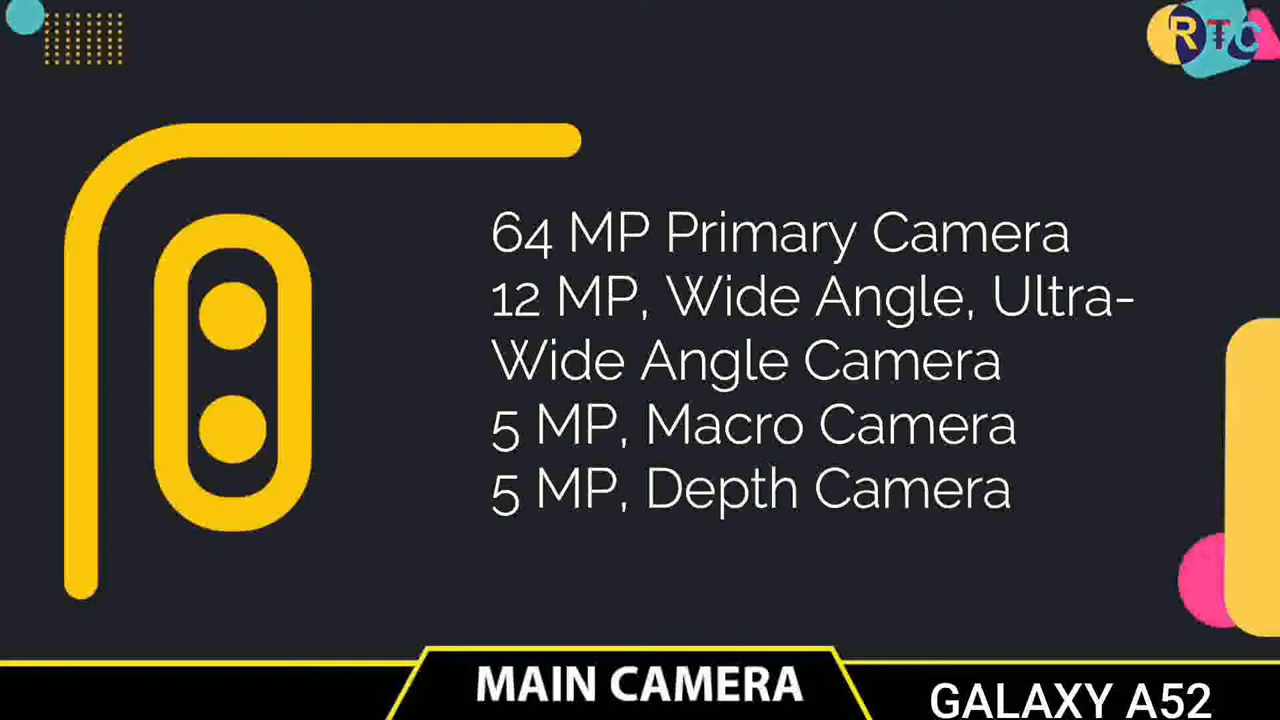 RTC
64 MP Primary Camera
12 MP, Wide Angle, Ultra-
Wide Angle Camera
5 MP, Macro Camera
5 MP, Depth Camera
MAIN CAMERA
GALAXY A52